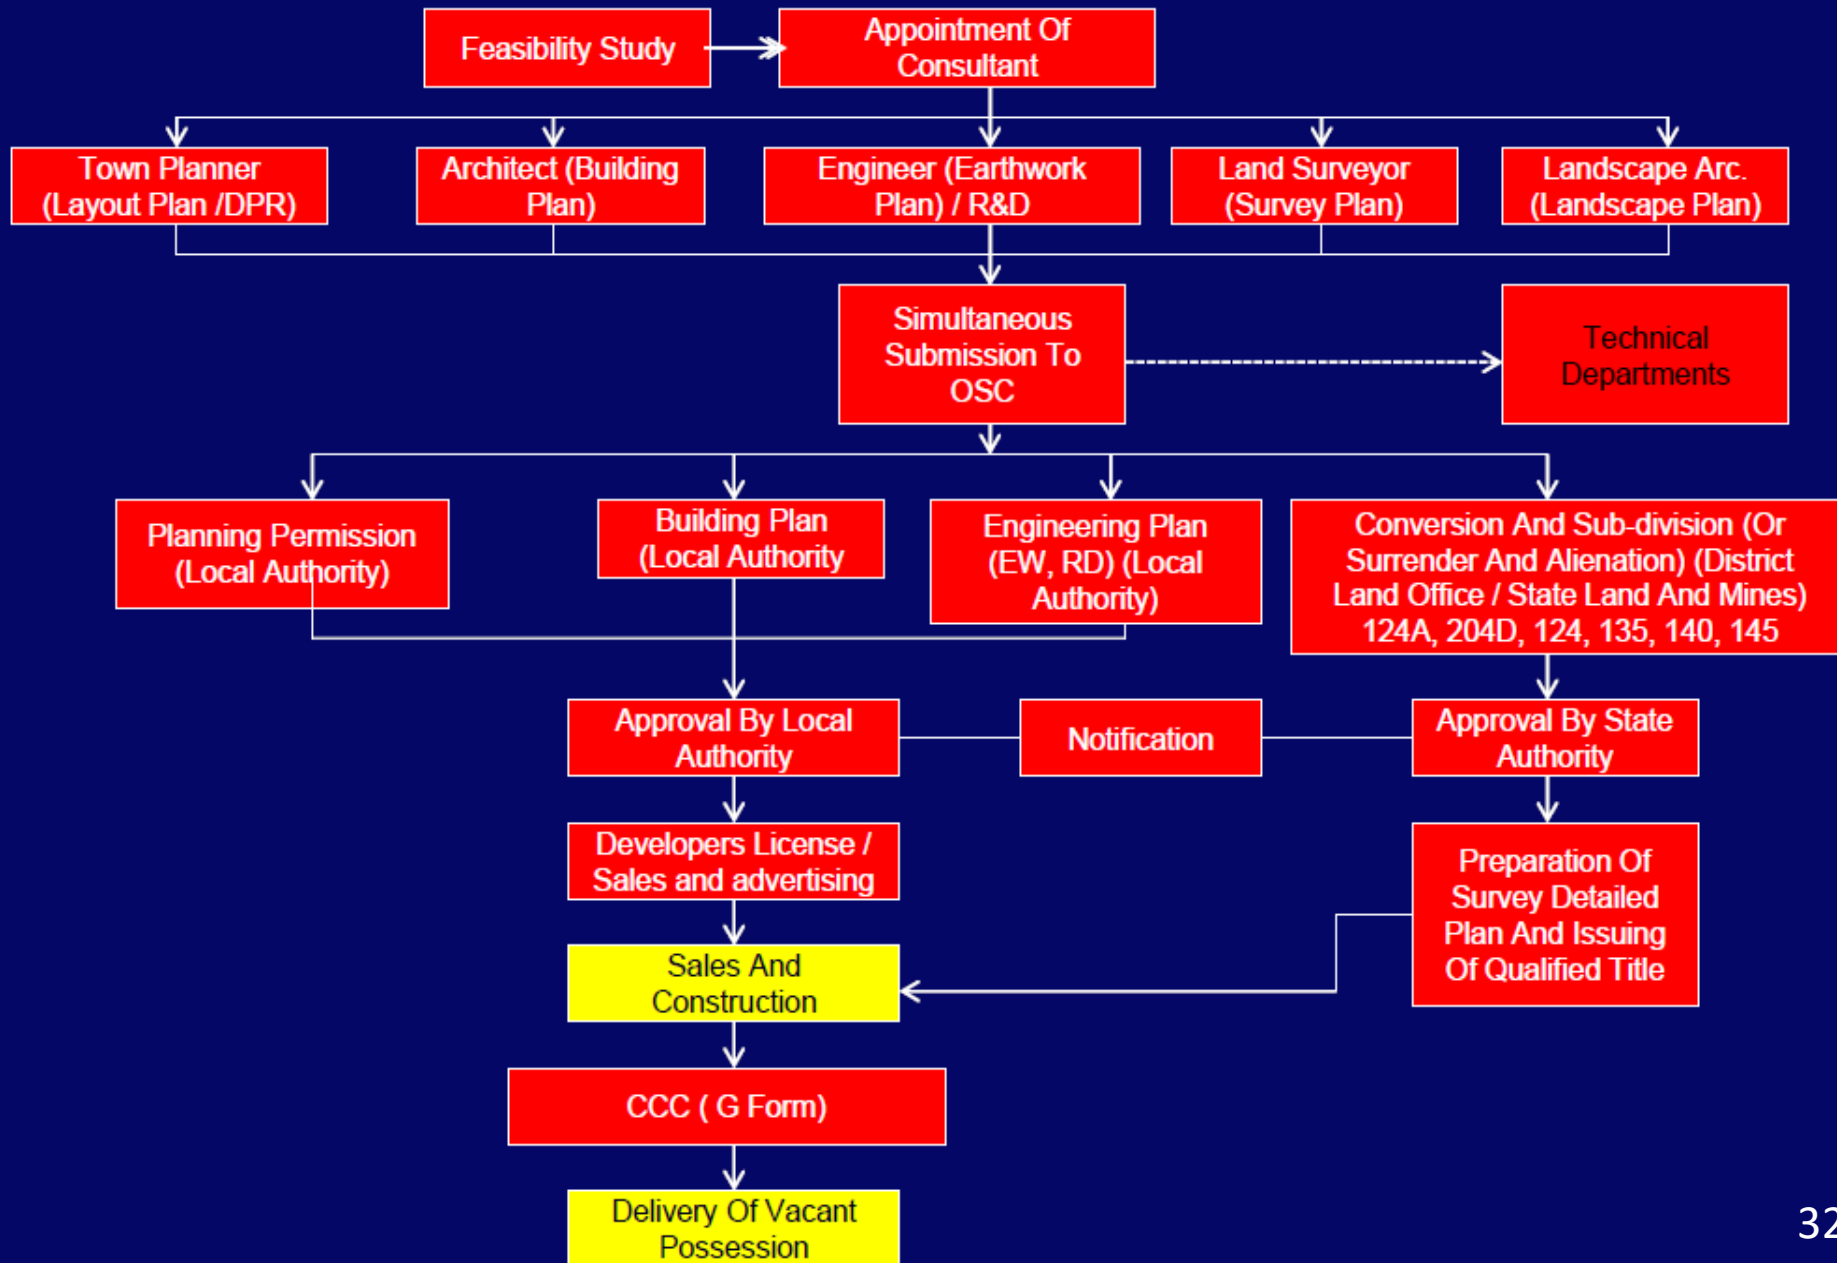 Feasibility Study
Appointment Of
Consultant
Town Planner
(Layout Plan /DPR)
Architect (Building
Plan)
Engineer (Earthwork
Plan) / R&D
Land Surveyor
(Survey Plan)
Landscape Arc.
(Landscape Plan)
Simultaneous
Submission To
OSC
Technical
Departments
Planning Permission
(Local Authority)
Building Plan
(Local Authority
Engineering Plan
(EW, RD) (Local
Authority)
Conversion And Sub-division (Or
Surrender And Alienation) (District
Land Office / State Land And Mines)
124A, 204D, 124, 135, 140, 145
Approval By Local
Authority
Notification
Approval By State
Authority
Developers License /
Sales and advertising
Preparation Of
Survey Detailed
Plan And Issuing
Of Qualified Title
Sales And
Construction
CCC ( G Form)
Delivery Of Vacant
Possession
32